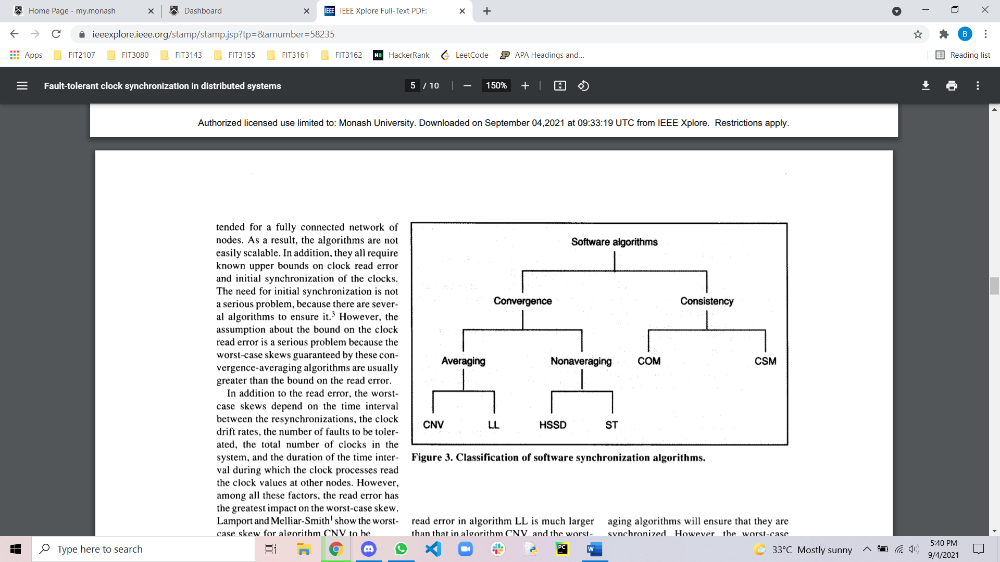 Home Page - my.monash
Dashboard
IEEE IEEE Xplore Full-Text PDF:
ieeexplore.ieee.org/stamp/stamp.jsp?tp=&arnumber=58235
B
Apps FIT2107 FIT3080 FIT3143 FIT3155 FIT3161 FIT3162 HackerRank LeetCode APA Headings and... Reading list
Fault-tolerant clock synchronization in distributed systems 5 / 10 150%
Authorized licensed use limited to: Monash University. Downloaded on September 04,2021 at 09:33:19 UTC from IEEE Xplore. Restrictions apply.
tended for a fully connected network of
nodes. As a result, the algorithms are not
easily scalable. In addition, they all require
known upper bounds on clock read error
and initial synchronization of the clocks.
The need for initial synchronization is not
a serious problem, because there are sever-
al algorithms to ensure it.³ However, the
assumption about the bound on the clock
read error is a serious problem because the
worst-case skews guaranteed by these con-
vergence-averaging algorithms are usually
greater than the bound on the read error.
In addition to the read error, the worst-
case skews depend on the time interval
between the resynchronizations, the clock
drift rates, the number of faults to be toler-
ated, the total number of clocks in the
system, and the duration of the time inter-
val during which the clock processes read
the clock values at other nodes. However,
among all these factors, the read error has
the greatest impact on the worst-case skew.
Lamport and Melliar-Smith¹ show the worst-
case skew for algorithm CNV to be
Software algorithms
Convergence Consistency
Averaging Nonaveraging COM CSM
CNV LL HSSD ST
Figure 3. Classification of software synchronization algorithms.
read error in algorithm LL is much larger
than that in algorithm CNV, and the worst-
aging algorithms will ensure that they are
synchronized. However, the worst-case
Type here to search
PC
W
33°C Mostly sunny
5:40 PM
9/4/2021